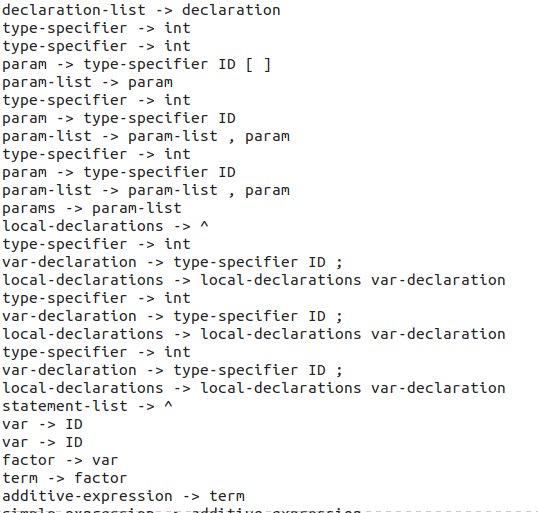 declaration-list -> declaration
type-specifier -> int
type-specifier -> int
param -> type-specifier ID [ ]
param-list -> param
type-specifier -> int
param -> type-specifier ID
param-list -> param-list , param
type-specifier -> int
param -> type-specifier ID
param-list -> param-list , param
params -> param-list
local-declarations -> ^
type-specifier -> int
var-declaration -> type-specifier ID ;
local-declarations -> local-declarations var-declaration
type-specifier -> int
var-declaration -> type-specifier ID ;
local-declarations -> local-declarations var-declaration
type-specifier -> int
var-declaration -> type-specifier ID ;
local-declarations -> local-declarations var-declaration
statement-list -> ^
var -> ID
var -> ID
factor -> var
term -> factor
additive-expression -> term
simple-expression -> additive-expression